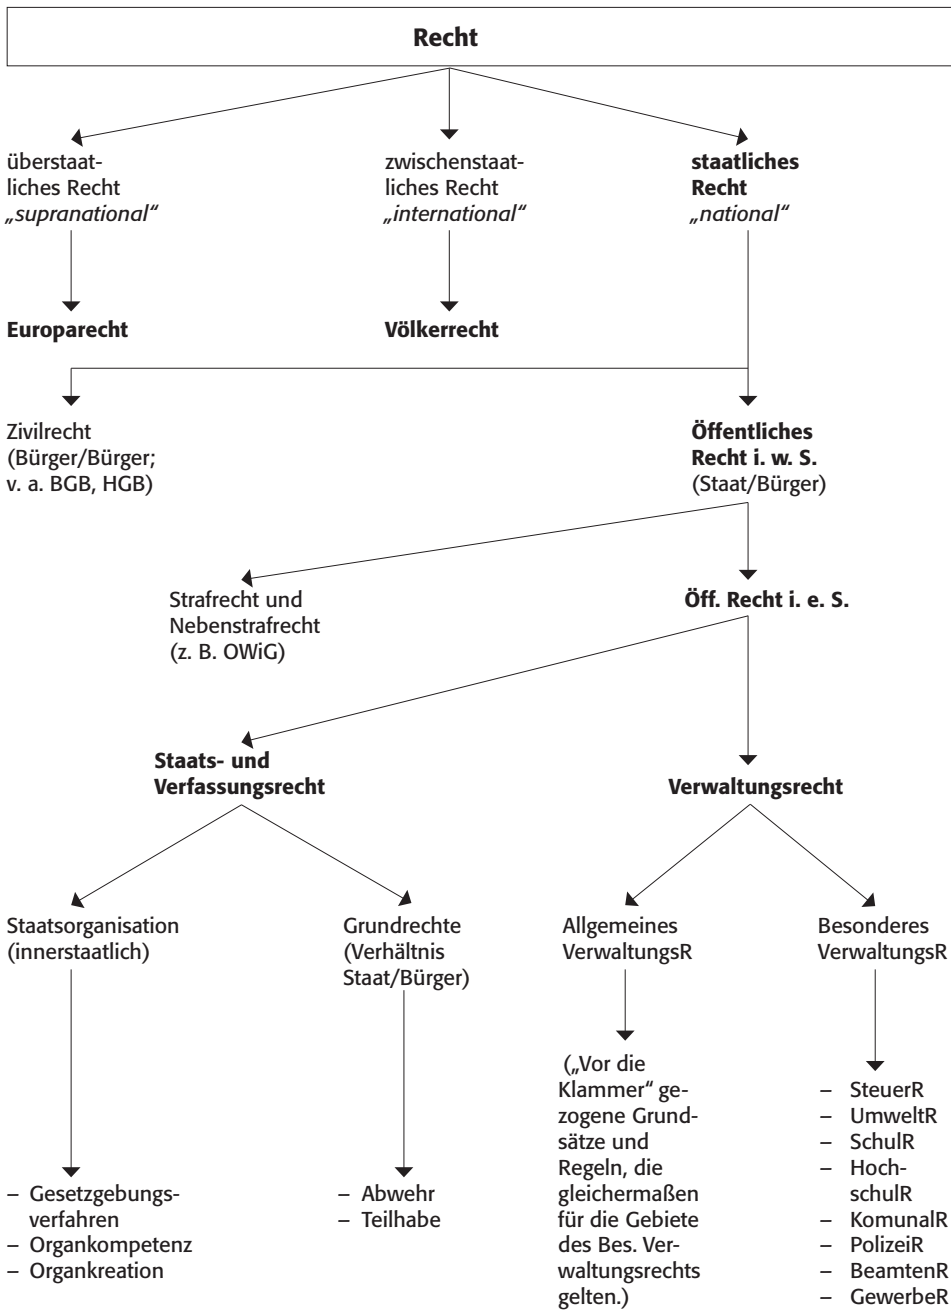 Recht
überstaat-
liches Recht
„supranational“
zwischenstaat-
liches Recht
„international“
staatliches
Recht
„national“
Europarecht
Völkerrecht
Zivilrecht
(Bürger/Bürger;
v. a. BGB, HGB)
Öffentliches
Recht i. w. S.
(Staat/Bürger)
Strafrecht und
Nebenstrafrecht
(z. B. OWiG)
Öff. Recht i. e. S.
Staats- und
Verfassungsrecht
Verwaltungsrecht
Staatsorganisation
(innerstaatlich)
Grundrechte
(Verhältnis
Staat/Bürger)
Allgemeines
VerwaltungsR
Besonderes
VerwaltungsR
– Gesetzgebungs-
verfahren
– Organkompetenz
– Organkreation
– Abwehr
– Teilhabe
(„Vor die
Klammer“ ge-
zogene Grund-
sätze und
Regeln, die
gleichermaßen
für die Gebiete
des Bes. Ver-
waltungsrechts
gelten.)
– SteuerR
– UmweltR
– SchulR
– Hoch-
schulR
– KomunalR
– PolizeiR
– BeamtenR
– GewerbeR